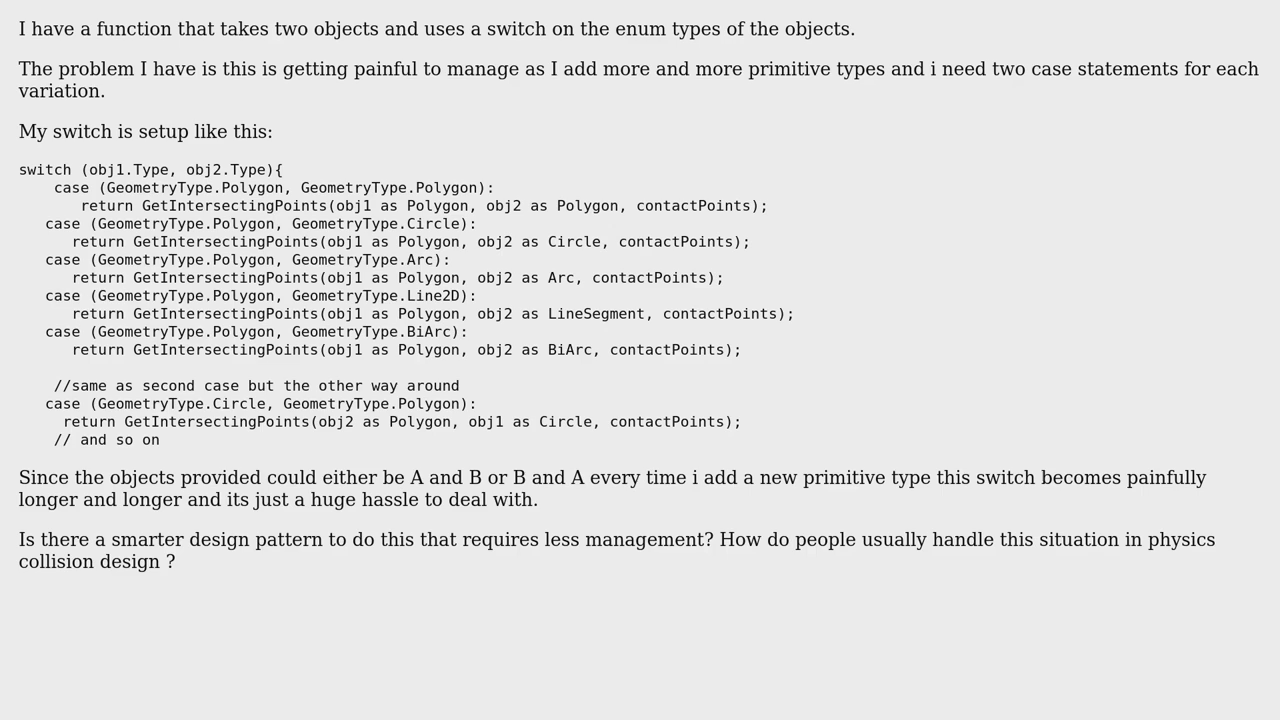 I have a function that takes two objects and uses a switch on the enum types of the objects.
The problem I have is this is getting painful to manage as I add more and more primitive types and i need two case statements for each
variation.
My switch is setup like this:
switch (obj1.Type, obj2.Type){
    case (GeometryType.Polygon, GeometryType.Polygon):
       return GetIntersectingPoints(obj1 as Polygon, obj2 as Polygon, contactPoints);
   case (GeometryType.Polygon, GeometryType.Circle):
      return GetIntersectingPoints(obj1 as Polygon, obj2 as Circle, contactPoints);
   case (GeometryType.Polygon, GeometryType.Arc):
      return GetIntersectingPoints(obj1 as Polygon, obj2 as Arc, contactPoints);
   case (GeometryType.Polygon, GeometryType.Line2D):
      return GetIntersectingPoints(obj1 as Polygon, obj2 as LineSegment, contactPoints);
   case (GeometryType.Polygon, GeometryType.BiArc):
      return GetIntersectingPoints(obj1 as Polygon, obj2 as BiArc, contactPoints);
    //same as second case but the other way around
   case (GeometryType.Circle, GeometryType.Polygon):
     return GetIntersectingPoints(obj2 as Polygon, obj1 as Circle, contactPoints);
    // and so on
Since the objects provided could either be A and B or B and A every time i add a new primitive type this switch becomes painfully
longer and longer and its just a huge hassle to deal with.
Is there a smarter design pattern to do this that requires less management? How do people usually handle this situation in physics
collision design ?